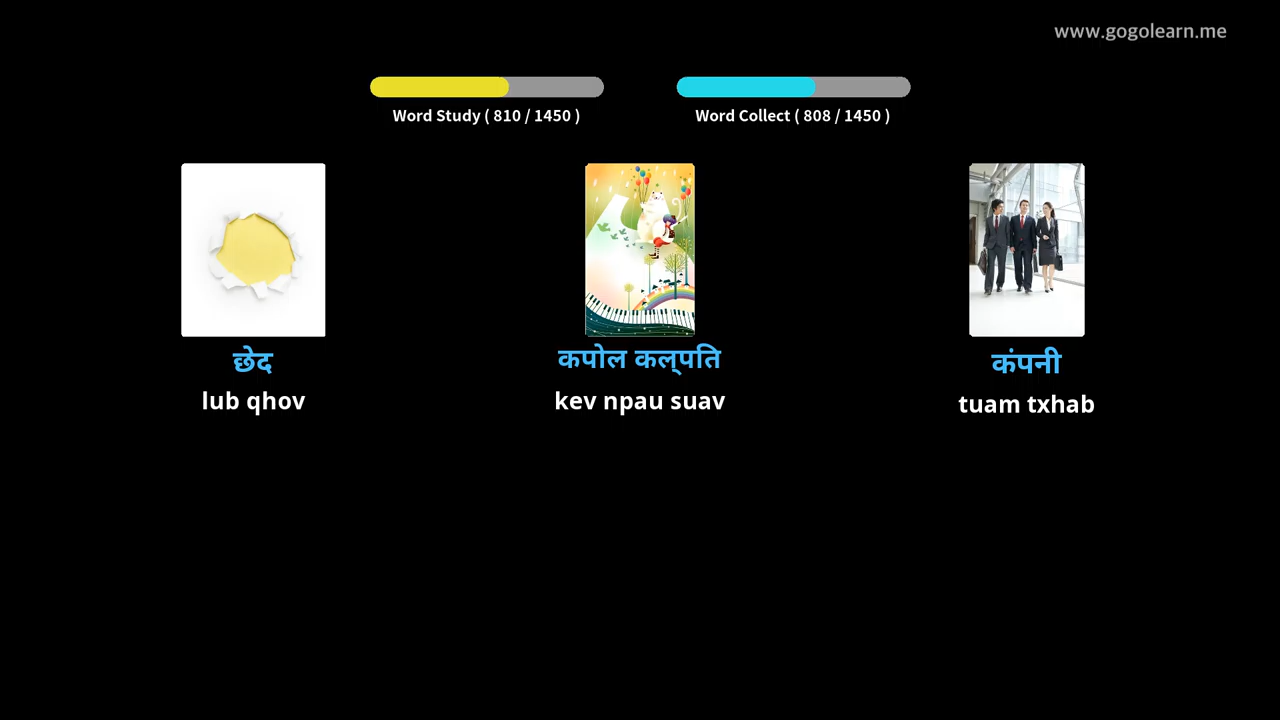 www.gogolearn.me
Word Study ( 810 / 1450 )
Word Collect ( 808 / 1450 )
छेद
कपोल कल्पति
कंपनी
lub qhov
kev npau suav
tuam txhab